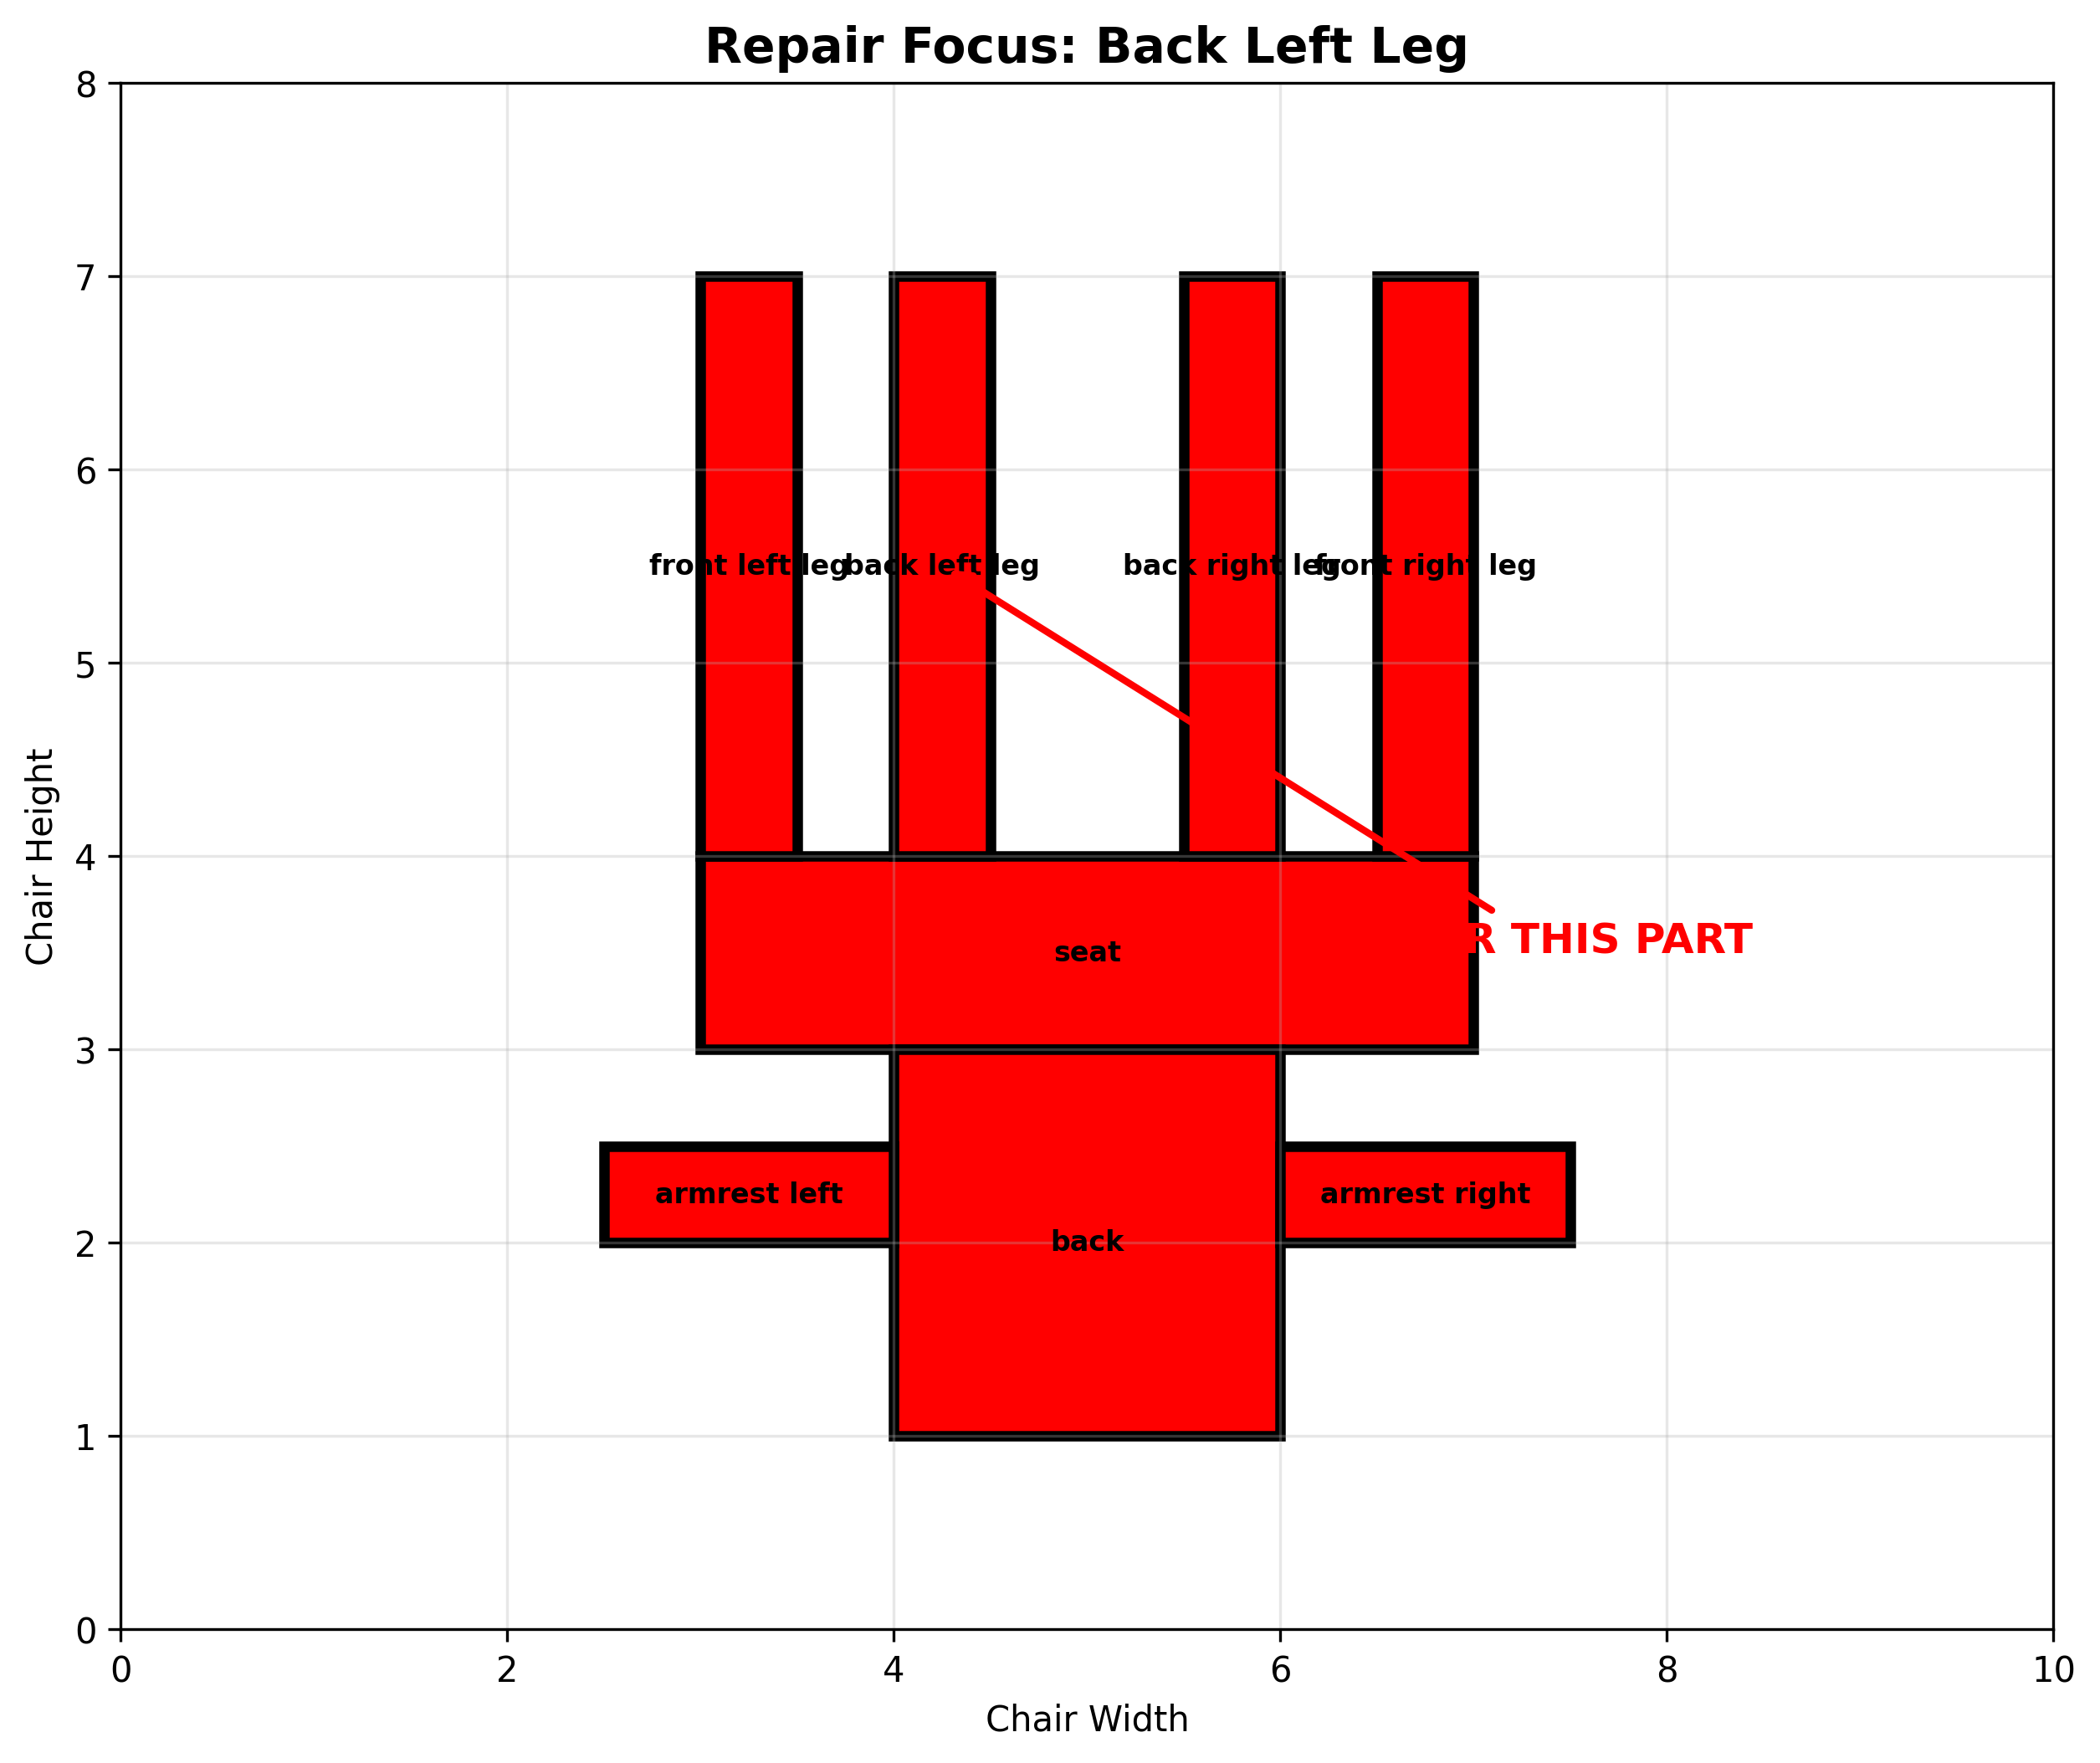 Repair Focus: Back Left Leg
8
7
6
5
4
3
2
1
0
Chair Height
front left leg
back left leg
back right leg
front right leg
R THIS PART
seat
armrest left
armrest right
back
0
2
4
6
8
10
Chair Width